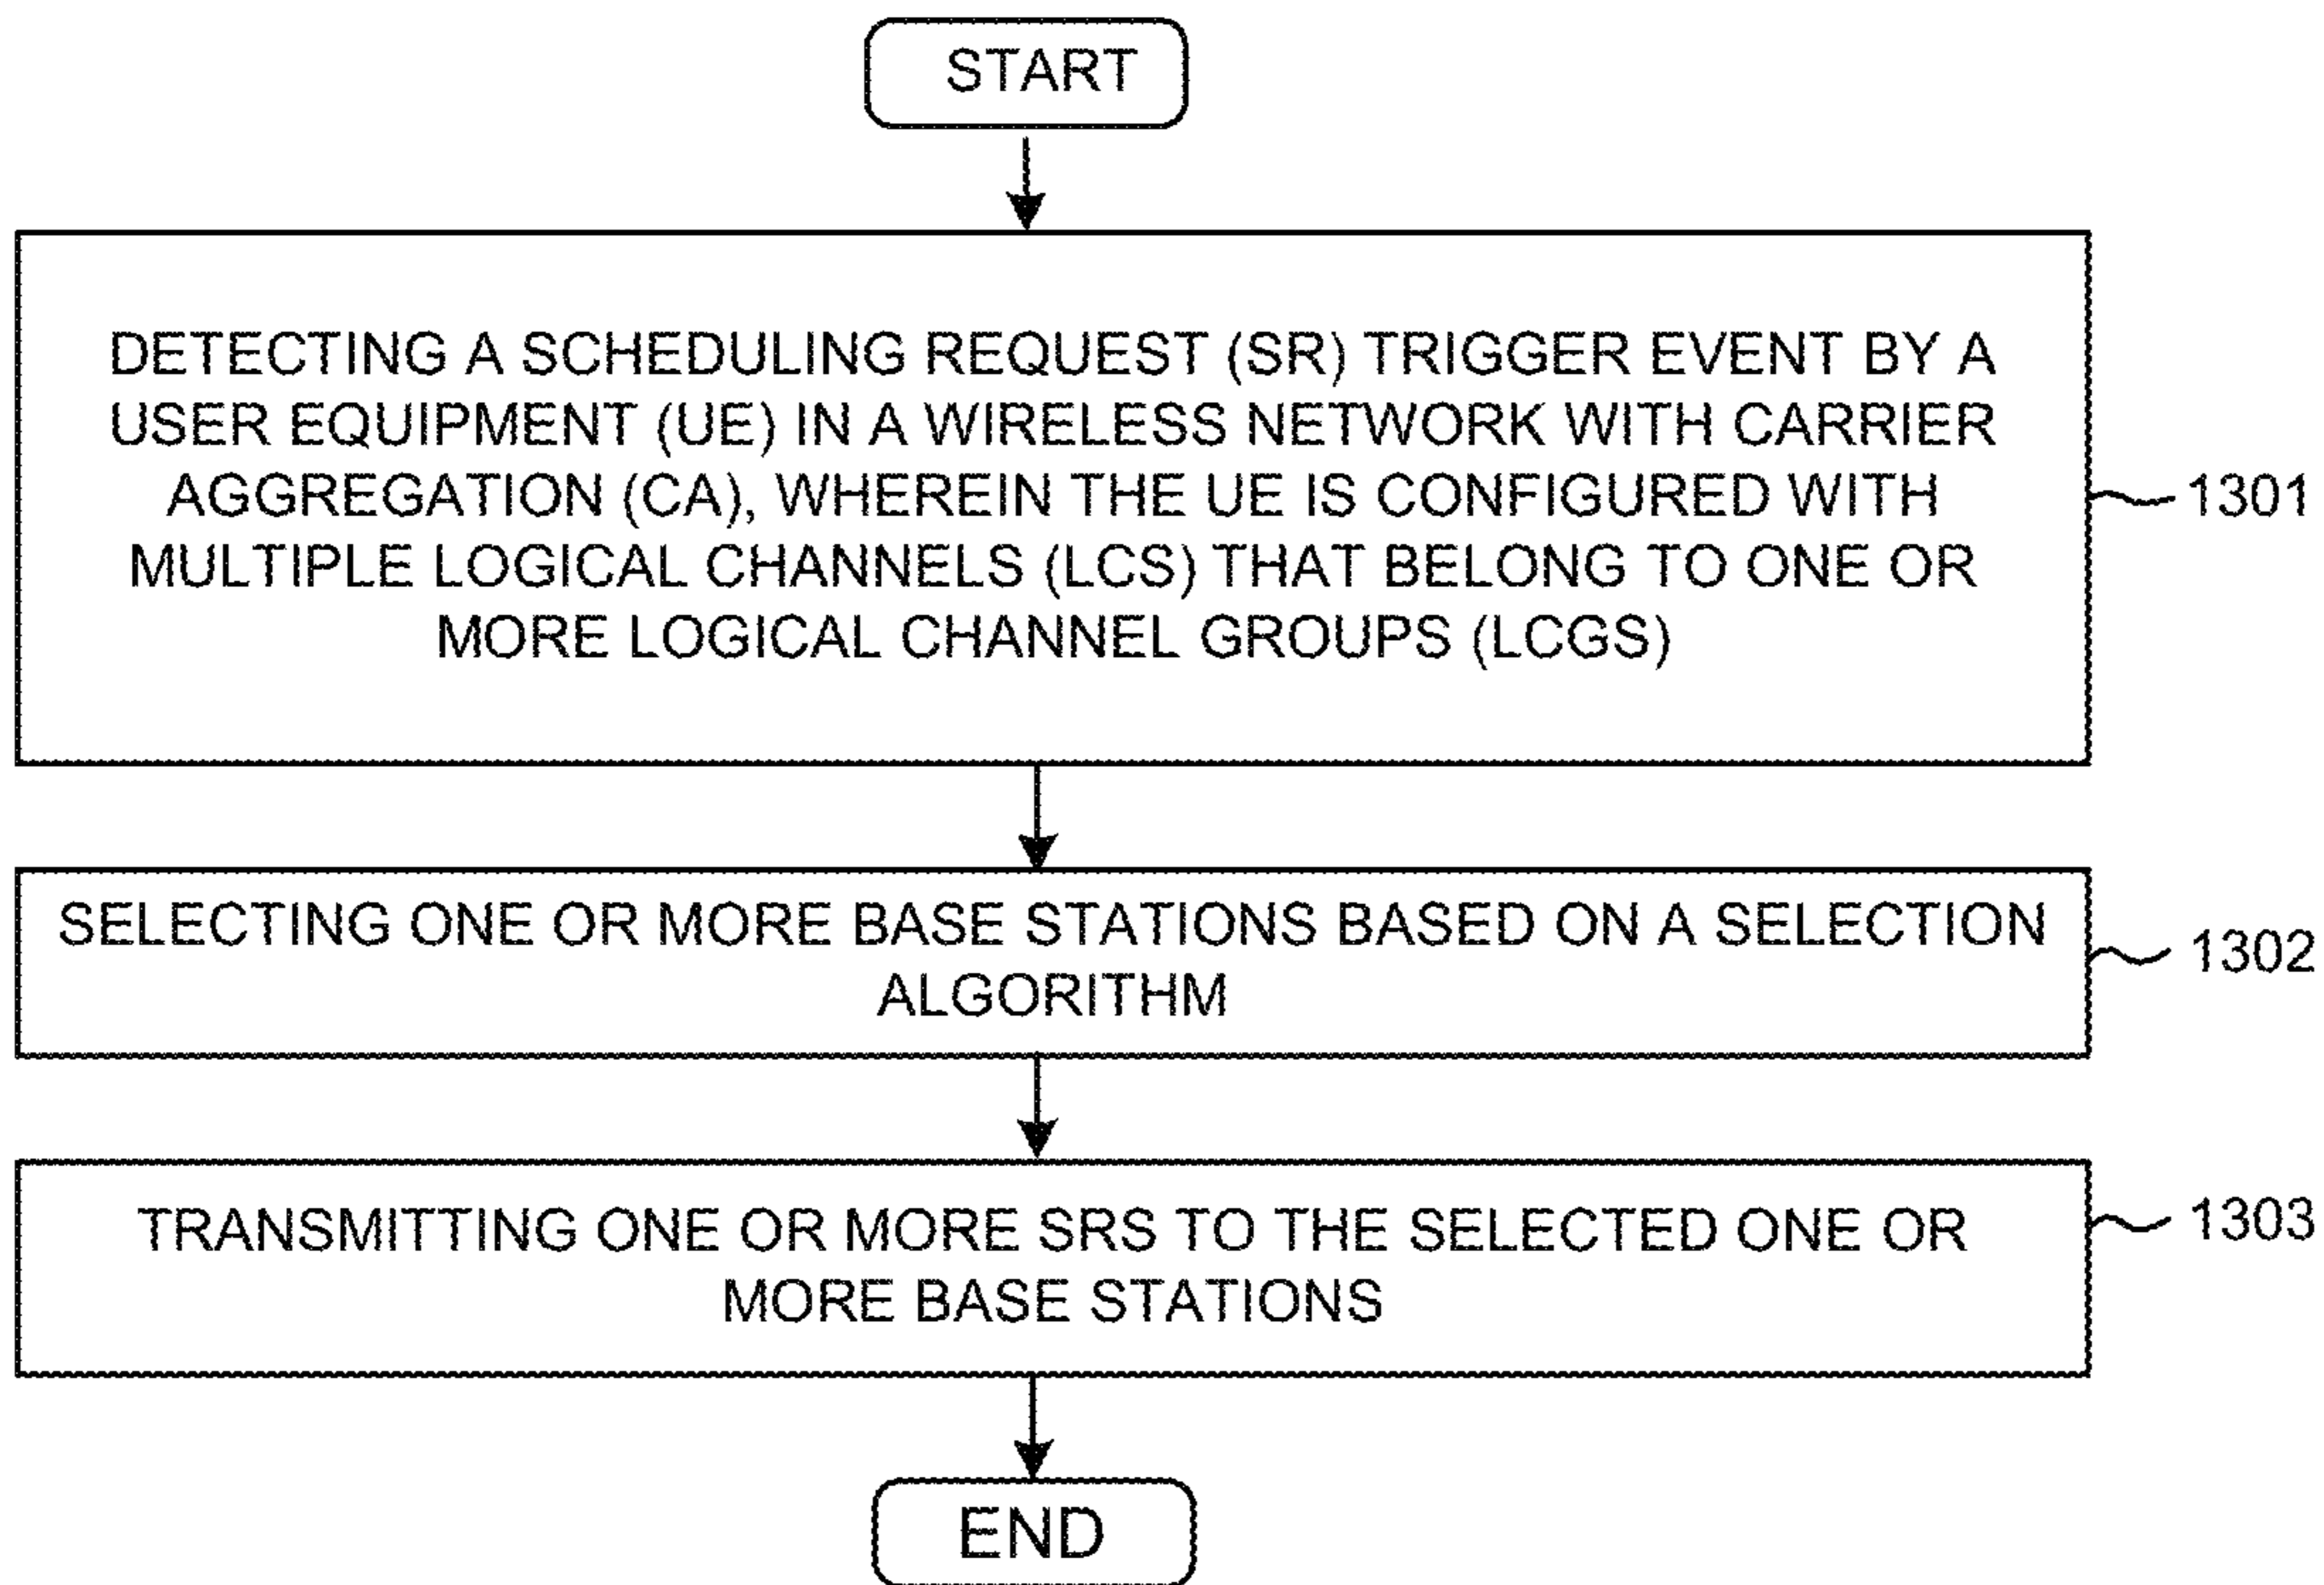 START
DETECTING A SCHEDULING REQUEST (SR) TRIGGER EVENT BY A
USER EQUIPMENT (UE) IN A WIRELESS NETWORK WITH CARRIER
AGGREGATION (CA), WHEREIN THE UE IS CONFIGURED WITH
MULTIPLE LOGICAL CHANNELS (LCS) THAT BELONG TO ONE OR
MORE LOGICAL CHANNEL GROUPS (LCGS)
1301
SELECTING ONE OR MORE BASE STATIONS BASED ON A SELECTION
ALGORITHM
1302
TRANSMITTING ONE OR MORE SRS TO THE SELECTED ONE OR
MORE BASE STATIONS
1303
END